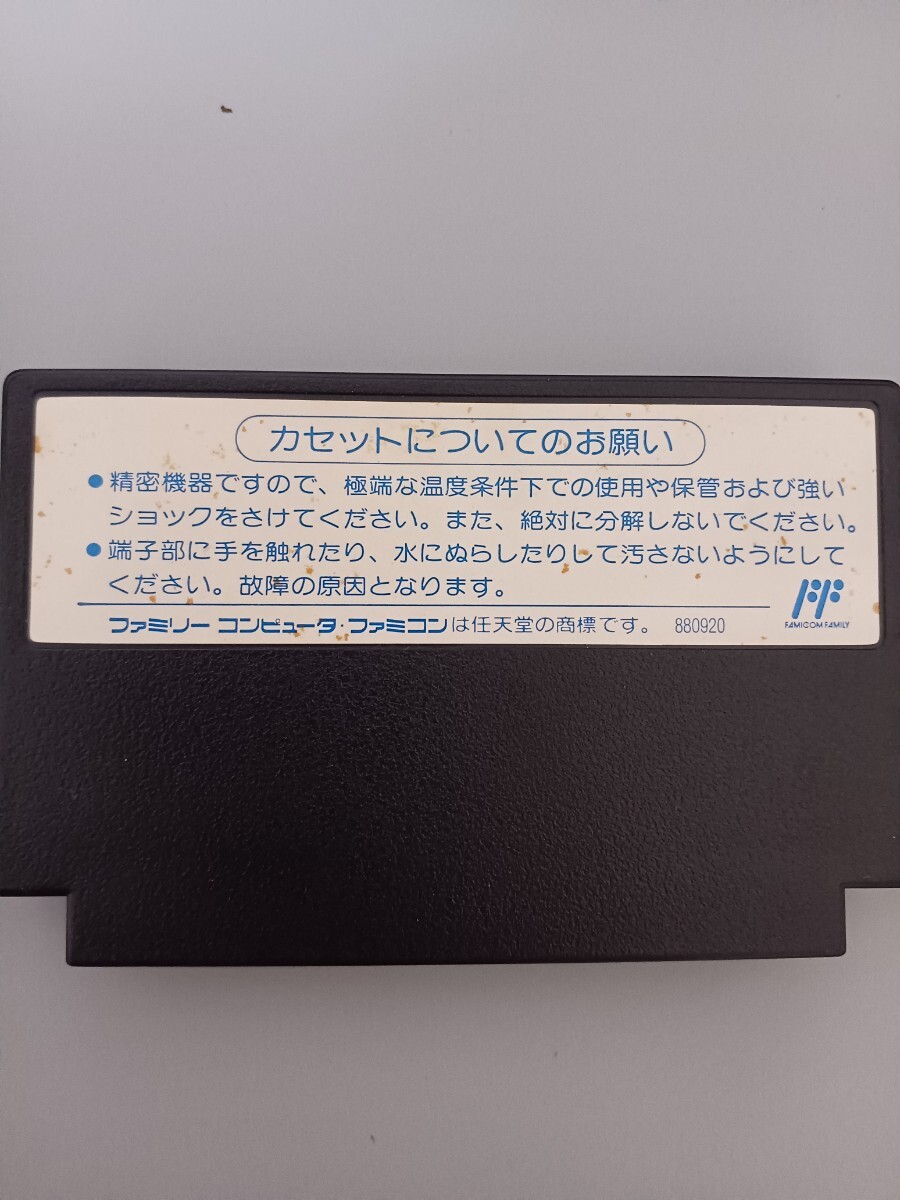 カセットについてのお願い
●精密機器ですので、極端な温度条件下での使用や保管および強い
ショックをさけてください。また、絶対に分解しないでください。
●端子部に手を触れたり、水にぬらしたりして汚さないようにして
ください。故障の原因となります。
FAMICOM FAMILY
ファミリー コンピュータ・ファミコンは任天堂の商標です。 880920